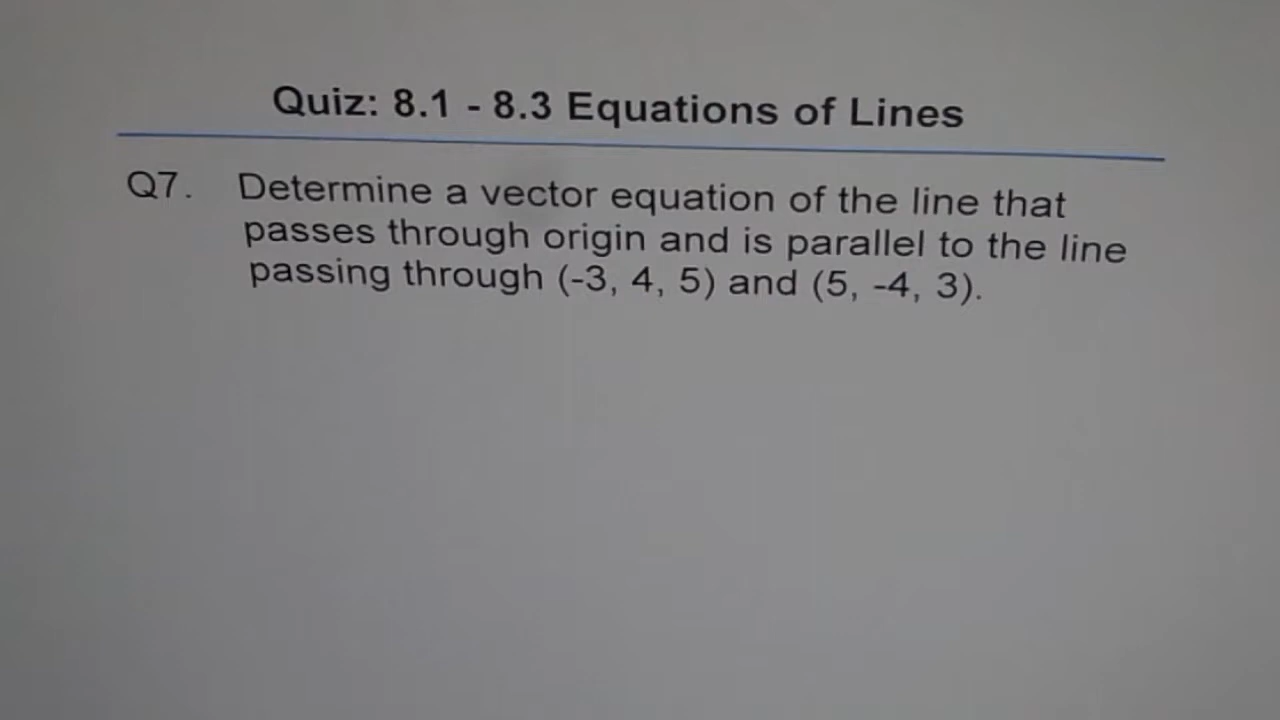 Quiz: 8.1 - 8.3 Equations of Lines
Q7. Determine a vector equation of the line that
passes through origin and is parallel to the line
passing through (-3, 4, 5) and (5, -4, 3).